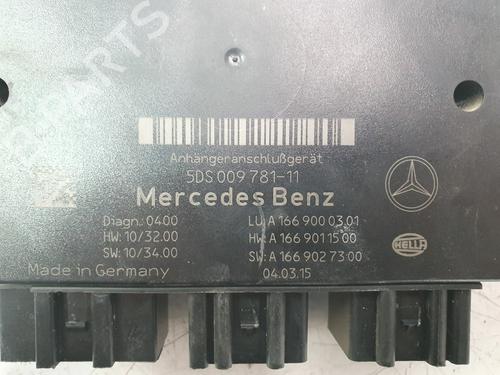 Anhängeranschlußgerät
5DS 009 781-11
Mercedes Benz
Diagn.: 0400 LU: A 166 900 03 01
HW: 10/32.00 HW: A 166 901 15 00
SW: 10/34.00 SW: A 166 902 73 00
Made in Germany 04.03.15
HELLA
PARTS